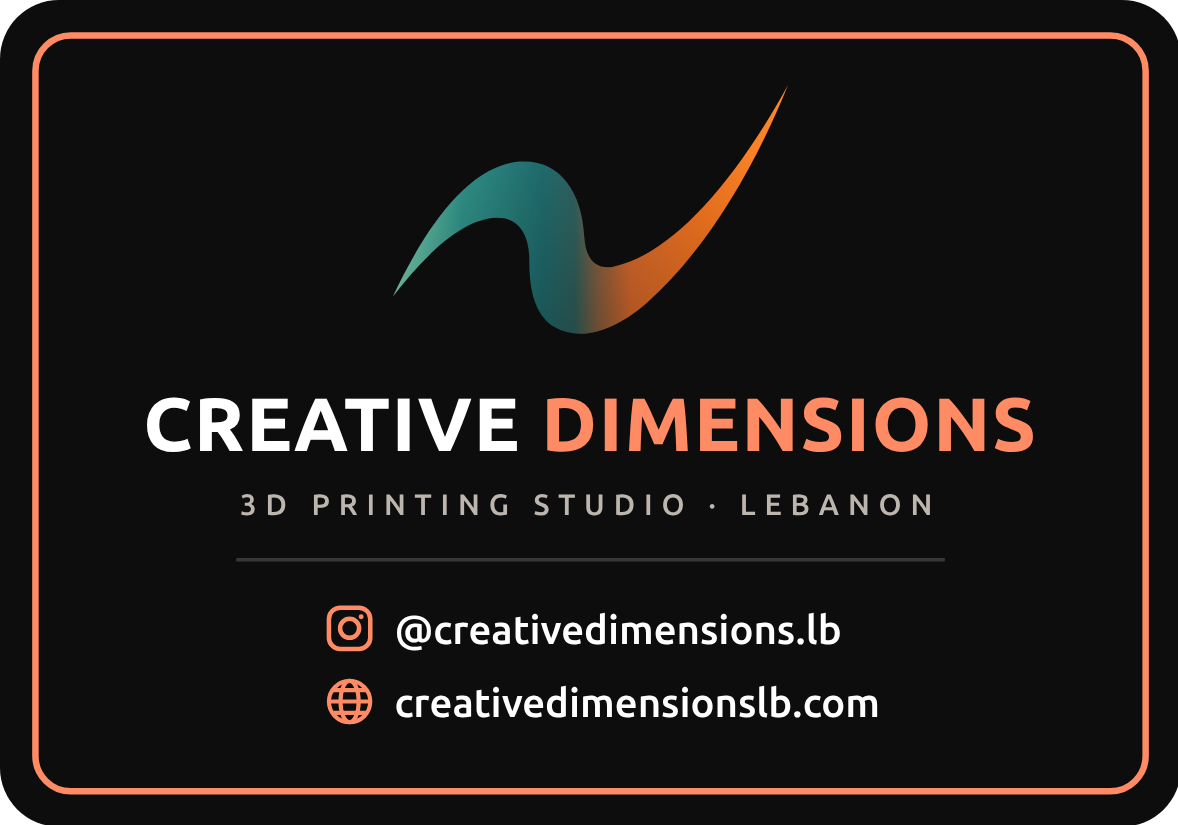 CREATIVE DIMENSIONS
3D PRINTING STUDIO · LEBANON
@creativedimensions.lb
creativedimensionslb.com